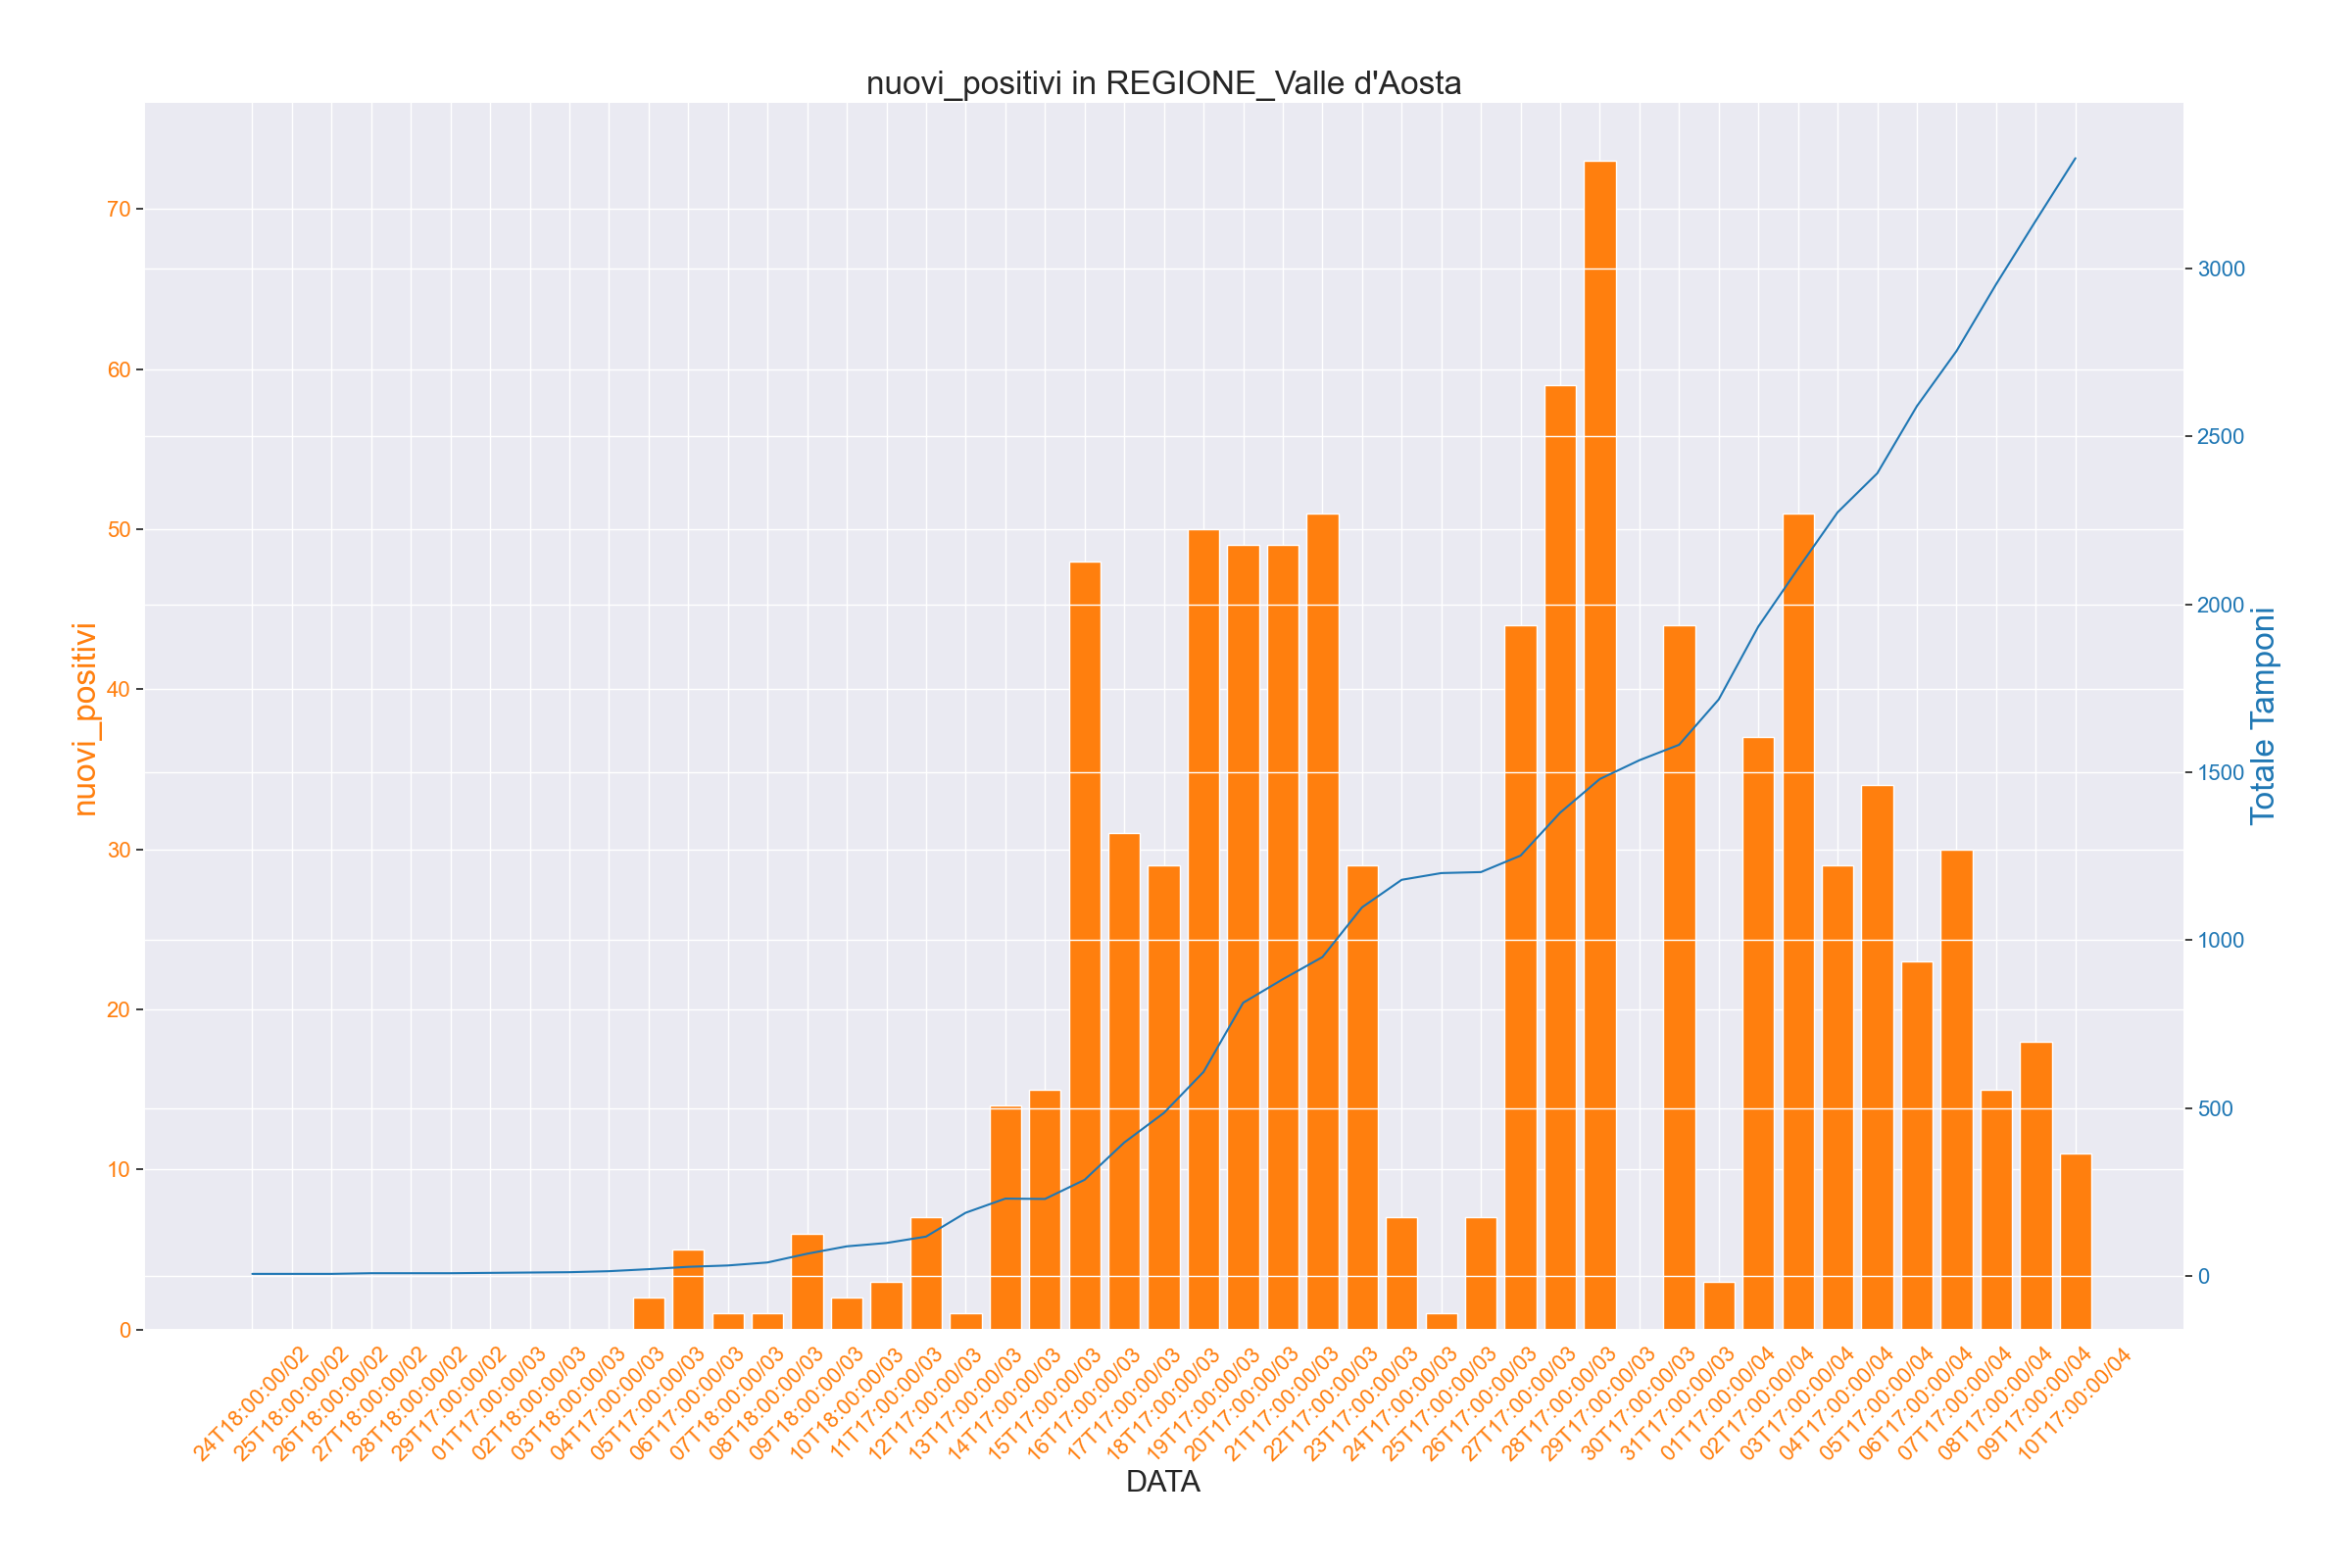 nuovi_positivi in REGIONE_Valle d'Aosta
70
60
50
40
30
20
10
0
nuovi_positivi
3000
2500
2000
1500
1000
500
0
Totale Tamponi
24T18:00:00/02
25T18:00:00/02
26T18:00:00/02
27T18:00:00/02
28T18:00:00/02
29T17:00:00/02
01T17:00:00/03
02T18:00:00/03
03T18:00:00/03
04T17:00:00/03
05T17:00:00/03
06T17:00:00/03
07T18:00:00/03
08T18:00:00/03
09T18:00:00/03
10T18:00:00/03
11T17:00:00/03
12T17:00:00/03
13T17:00:00/03
14T17:00:00/03
15T17:00:00/03
16T17:00:00/03
17T17:00:00/03
18T17:00:00/03
19T17:00:00/03
20T17:00:00/03
21T17:00:00/03
22T17:00:00/03
23T17:00:00/03
24T17:00:00/03
25T17:00:00/03
26T17:00:00/03
27T17:00:00/03
28T17:00:00/03
29T17:00:00/03
30T17:00:00/03
31T17:00:00/03
01T17:00:00/04
02T17:00:00/04
03T17:00:00/04
04T17:00:00/04
05T17:00:00/04
06T17:00:00/04
07T17:00:00/04
08T17:00:00/04
09T17:00:00/04
10T17:00:00/04
DATA